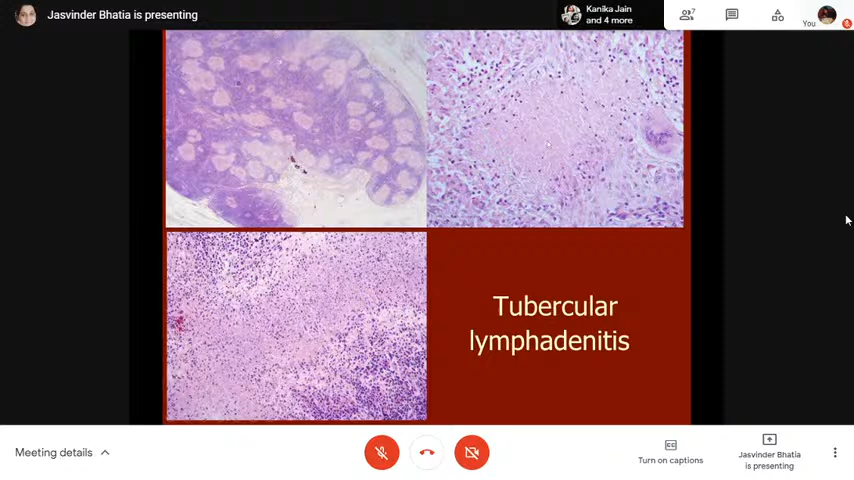 Jasvinder Bhatia is presenting
Kanika Jain
and 4 more
7
You
Tubercular
lymphadenitis
Meeting details
Turn on captions
Jasvinder Bhatia
is presenting